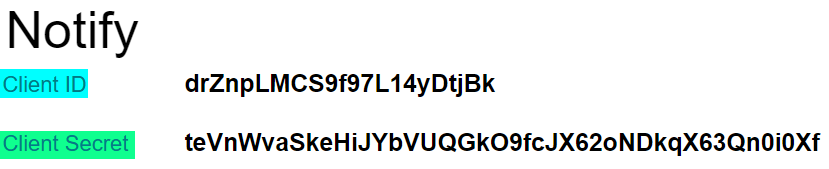 Notify
Client ID drZnpLMCS9f97L14yDtjBk
Client Secret teVnWvaSkeHiJYbVUQGkO9fcJX62oNDkqX63Qn0i0Xf